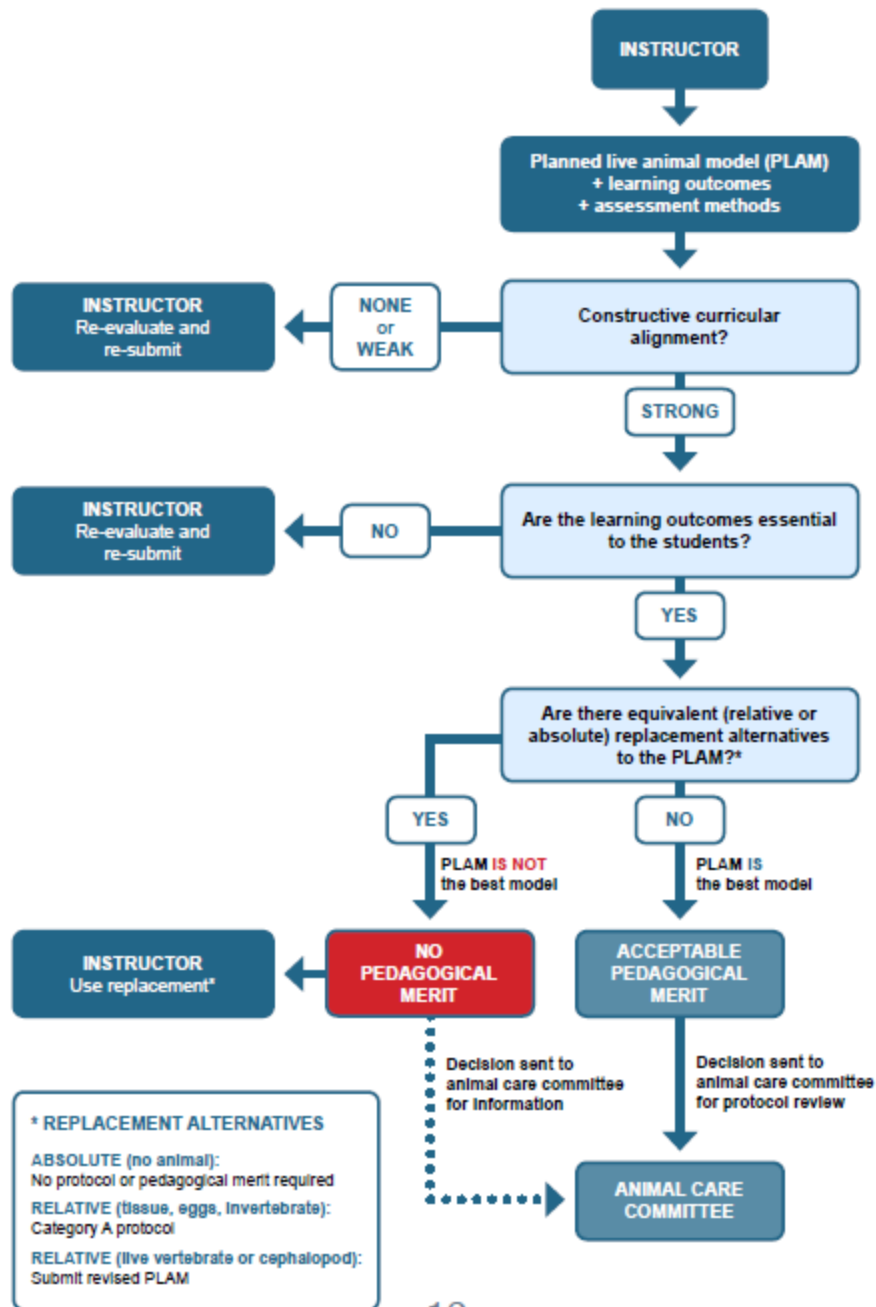 INSTRUCTOR
Planned live animal model (PLAM)
+ learning outcomes
+ assessment methods
Constructive curricular
alignment?
NONE
or
WEAK
INSTRUCTOR
Re-evaluate and
re-submit
STRONG
Are the learning outcomes essential
to the students?
NO
INSTRUCTOR
Re-evaluate and
re-submit
YES
Are there equivalent (relative or
absolute) replacement alternatives
to the PLAM?*
YES
NO
PLAM IS NOT
the best model
PLAM IS
the best model
INSTRUCTOR
Use replacement*
NO
PEDAGOGICAL
MERIT
ACCEPTABLE
PEDAGOGICAL
MERIT
Decision sent to
animal care committee
for information
Decision sent to
animal care committee
for protocol review
ANIMAL CARE
COMMITTEE
* REPLACEMENT ALTERNATIVES
ABSOLUTE (no animal):
No protocol or pedagogical merit required
RELATIVE (tissue, eggs, invertebrate):
Category A protocol
RELATIVE (live vertebrate or cephalopod):
Submit revised PLAM